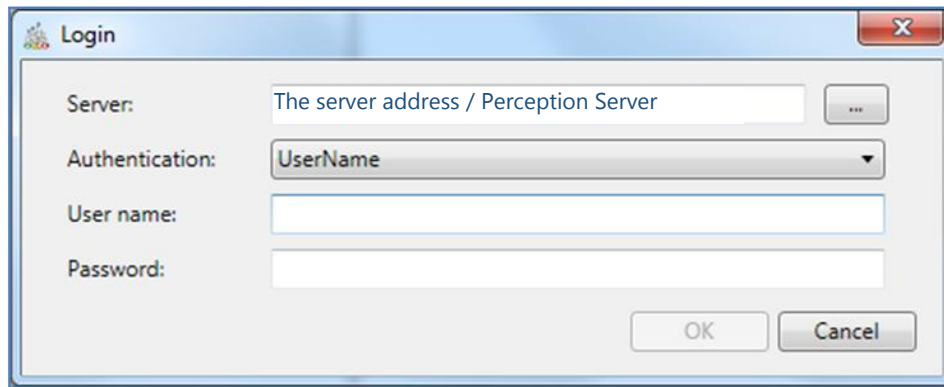 Login
Server: The server address / Perception Server ...
Authentication: UserName
User name:
Password:
OK Cancel